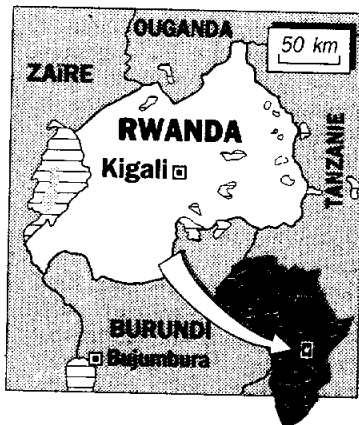 OUGANDA
50 km
ZAÏRE
RWANDA
Kigali
TANZANIE
BURUNDI
Bujumbura